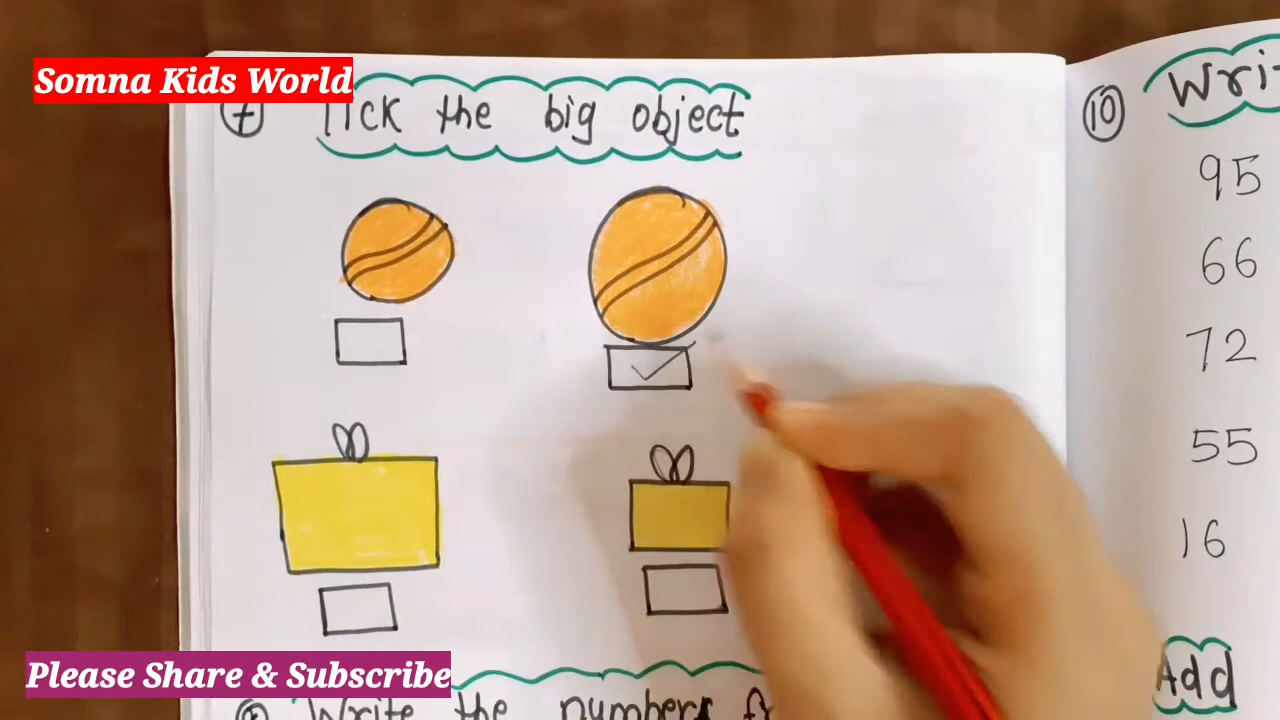 Somna Kids World
7 Tick the big object
Please Share & Subscribe
Write the numbers
10
95
66
72
55
16
Add